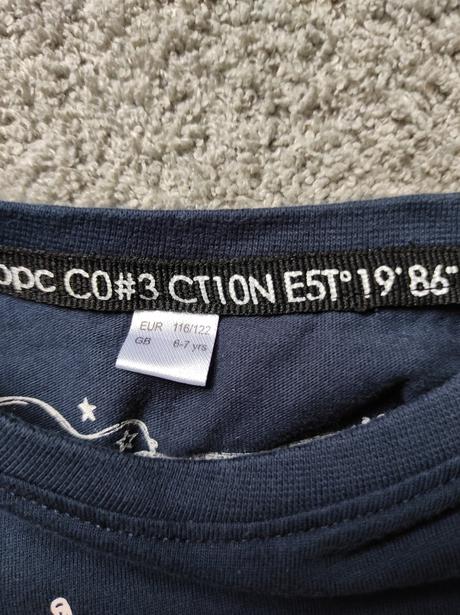 ppc CO#3 CT1ON E5T° 19'86"
EUR 116/122
GB 6-7 yrs